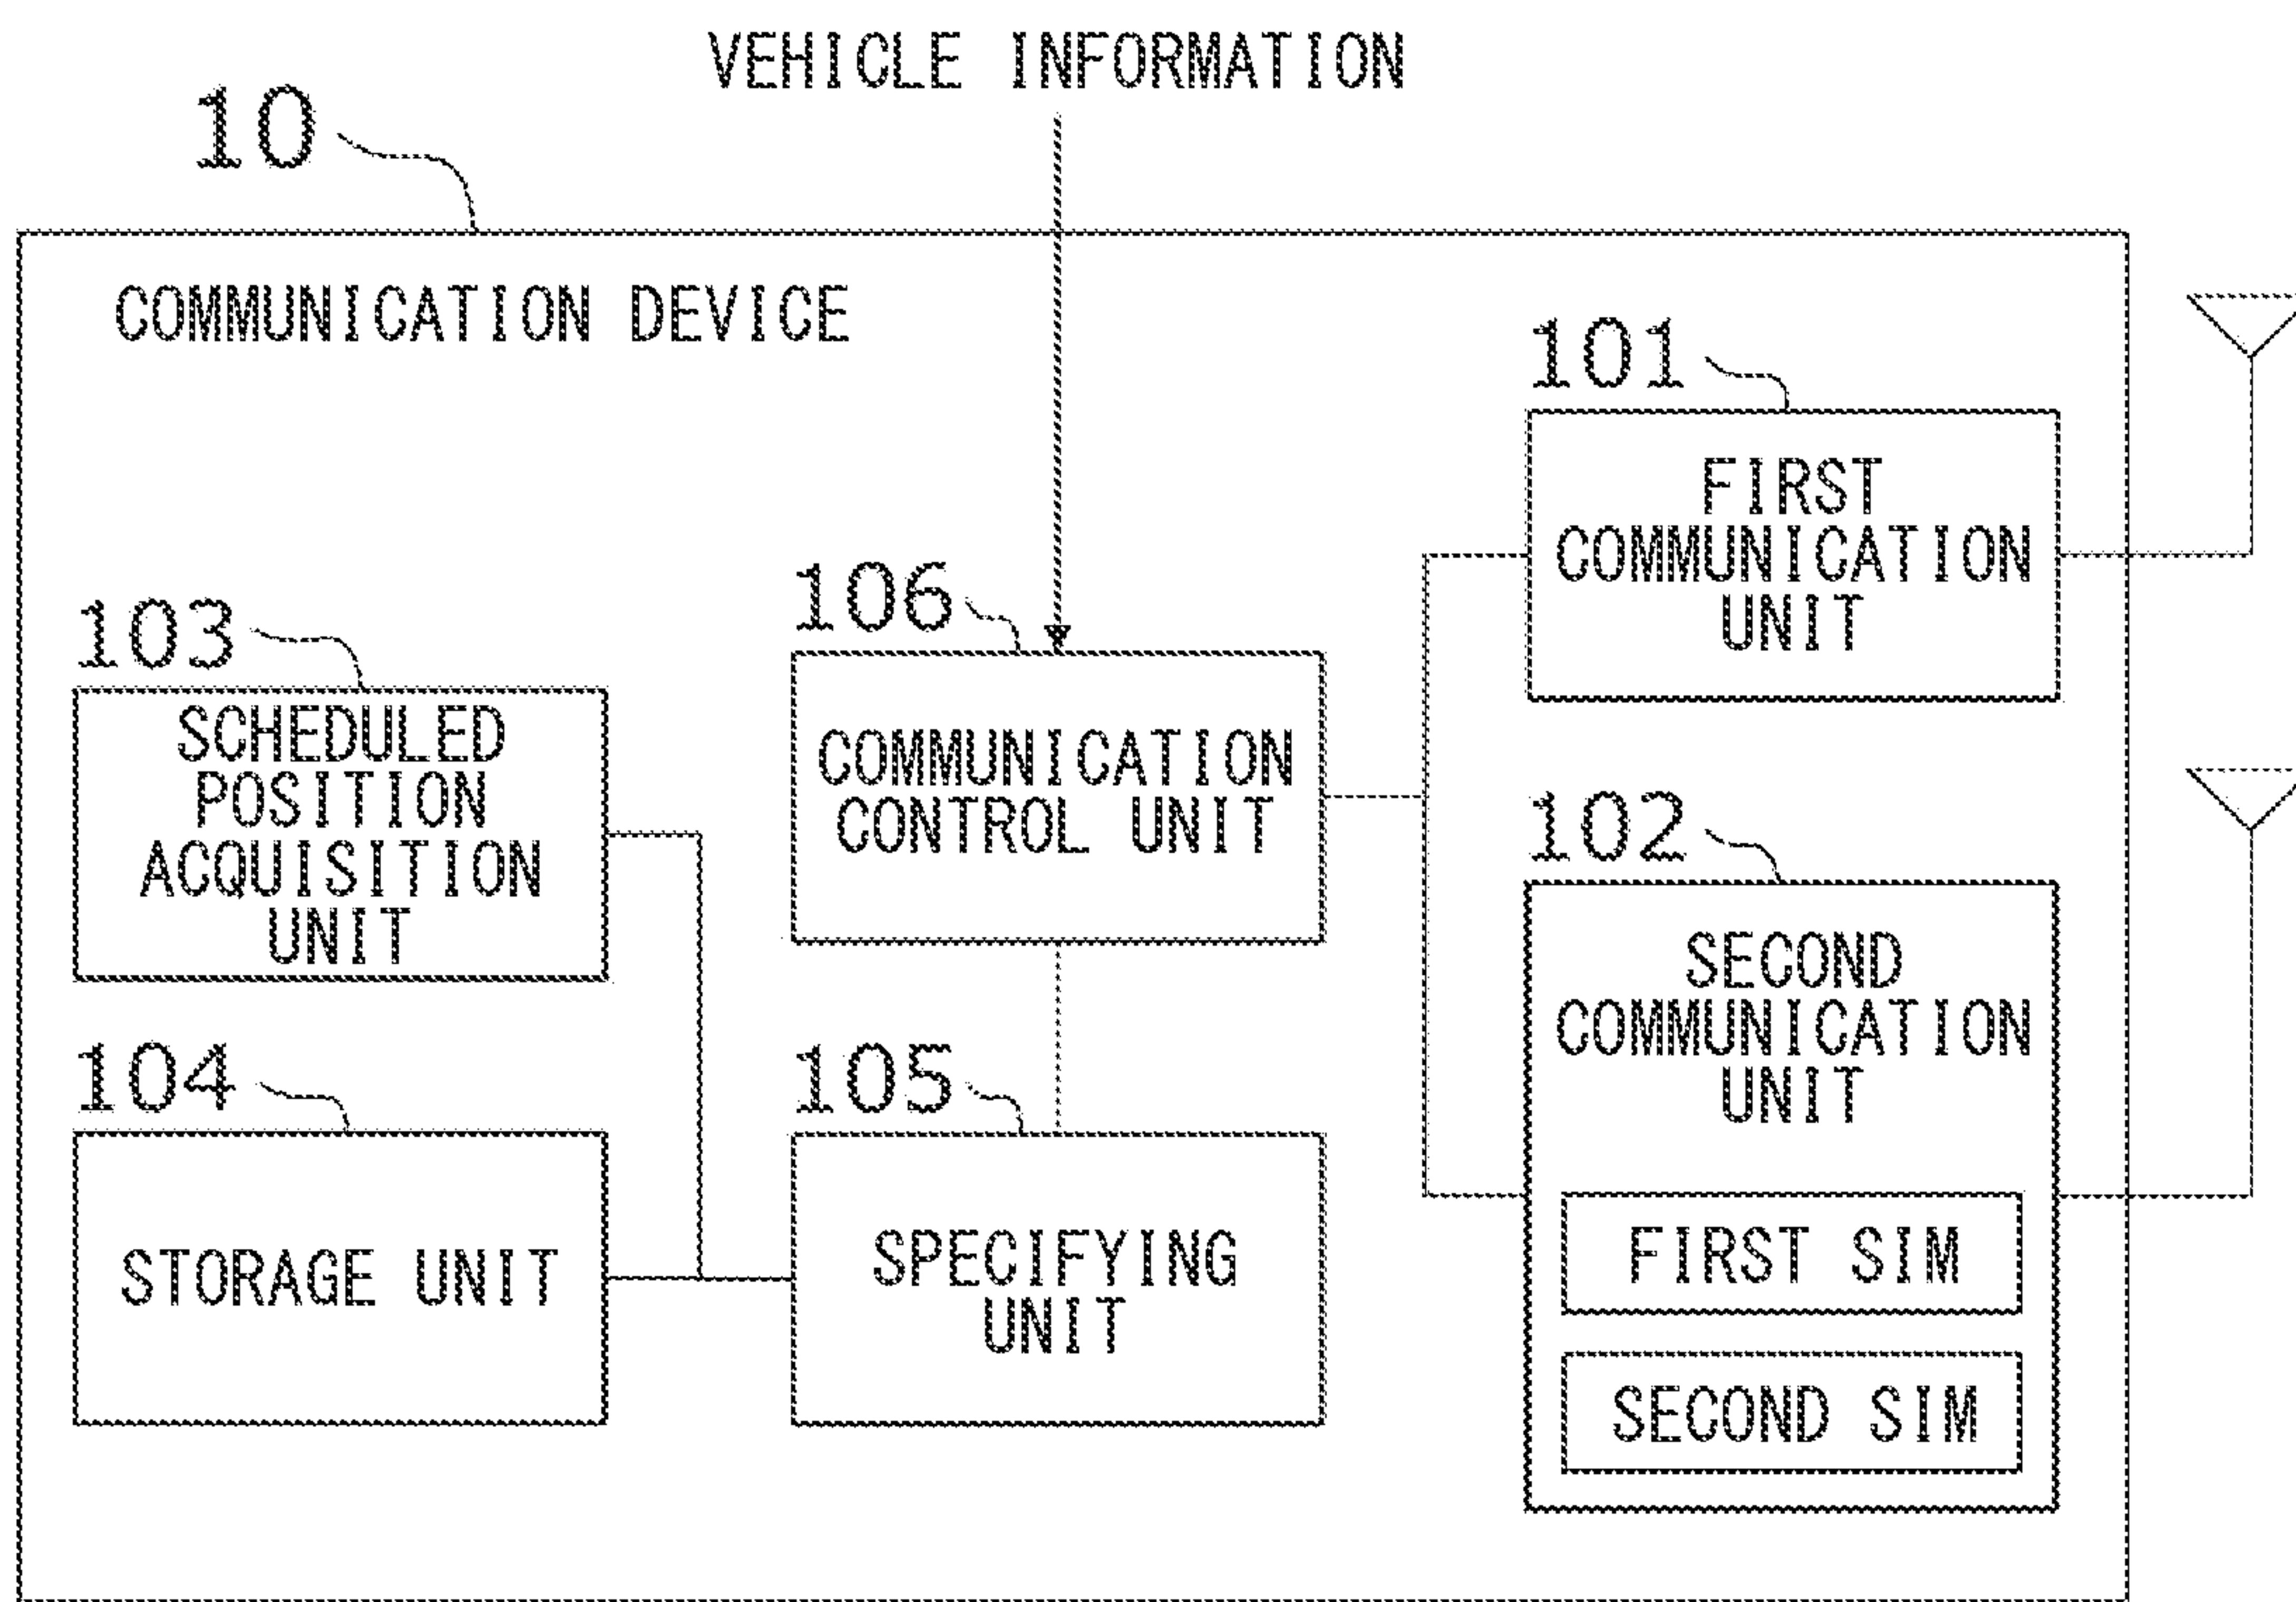 VEHICLE INFORMATION
10
COMMUNICATION DEVICE
101
FIRST
COMMUNICATION
UNIT
106
COMMUNICATION
CONTROL UNIT
103
SCHEDULED
POSITION
ACQUISITION
UNIT
102
SECOND
COMMUNICATION
UNIT
FIRST SIM
SECOND SIM
104
STORAGE UNIT
105
SPECIFYING
UNIT